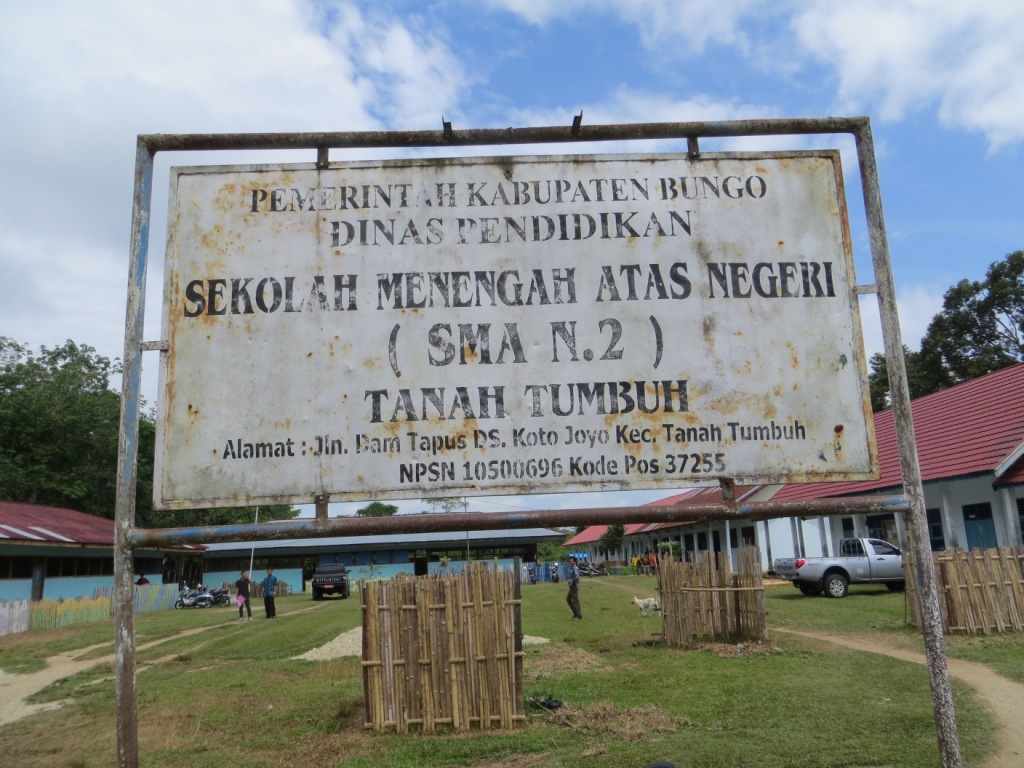 PEMERINTAH KABUPATEN BUNGO
DINAS PENDIDIKAN
SEKOLAH MENENGAH ATAS NEGERI
( SMA N.2 )
TANAH TUMBUH
Alamat : Jln. Dam Tapus DS. Koto Joyo Kec. Tanah Tumbuh
NPSN 10500696 Kode Pos 37255